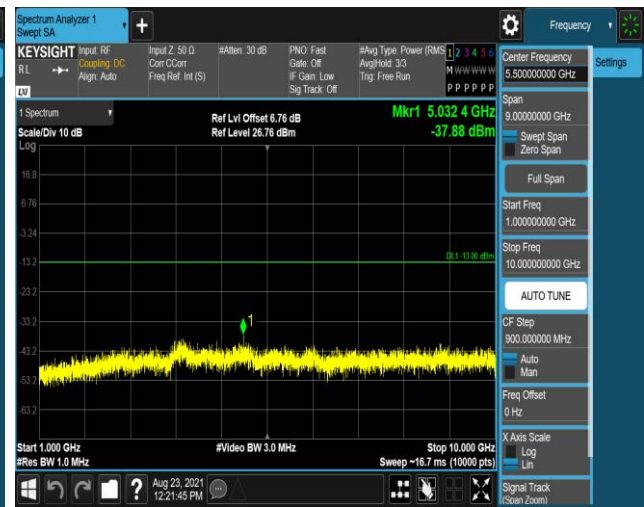 Spectrum Analyzer 1
Swept SA
Frequency
KEYSIGHT
RL
Input: RF
Coupling: DC
Align: Auto
Input Z: 50 Ω
Corr CCorr
Freq Ref: Int (S)
#Atten: 30 dB
PNO: Fast
Gate: Off
IF Gain: Low
Sig Track: Off
#Avg Type: Power (RMS
Avg|Hold: 3/3
Trig: Free Run
1 2 3 4 5 6
M W W W W W
P P P P P P
LXI
1 Spectrum
Scale/Div 10 dB
Log
Ref Lvl Offset 6.76 dB
Ref Level 26.76 dBm
Mkr1 5.032 4 GHz
-37.88 dBm
16.8
6.76
-3.24
-13.2
DL1 -13.00 dBm
-23.2
-33.2
1
-43.2
-53.2
-63.2
Start 1.000 GHz
#Res BW 1.0 MHz
#Video BW 3.0 MHz
Stop 10.000 GHz
Sweep ~16.7 ms (10000 pts)
?
Aug 23, 2021
12:21:45 PM
Center Frequency
5.500000000 GHz
Settings
Span
9.00000000 GHz
Swept Span
Zero Span
Full Span
Start Freq
1.000000000 GHz
Stop Freq
10.000000000 GHz
AUTO TUNE
CF Step
900.000000 MHz
Auto
Man
Freq Offset
0 Hz
X Axis Scale
Log
Lin
Signal Track
(Span Zoom)